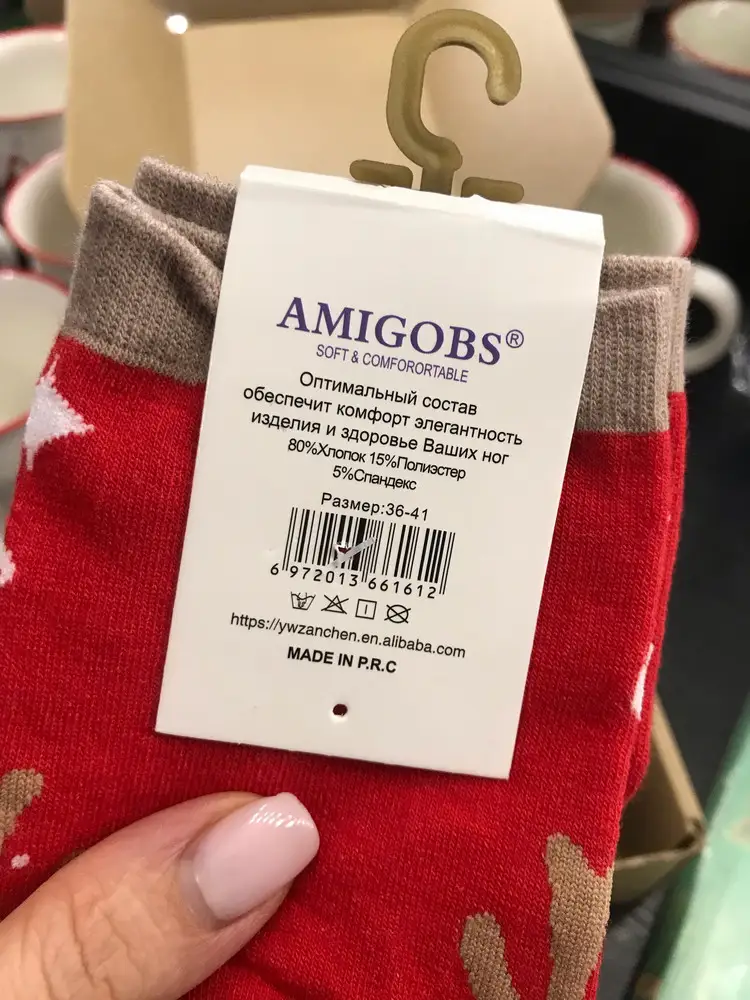 AMIGOBS®
SOFT & COMFORORTABLE
Оптимальный состав
обеспечит комфорт элегантность
изделия и здоровье Ваших ног
80%Хлопок 15%Полиэстер
5%Спандекс
Размер:36-41
6 972013 661612
https://ywzanchen.en.alibaba.com
MADE IN P.R.C